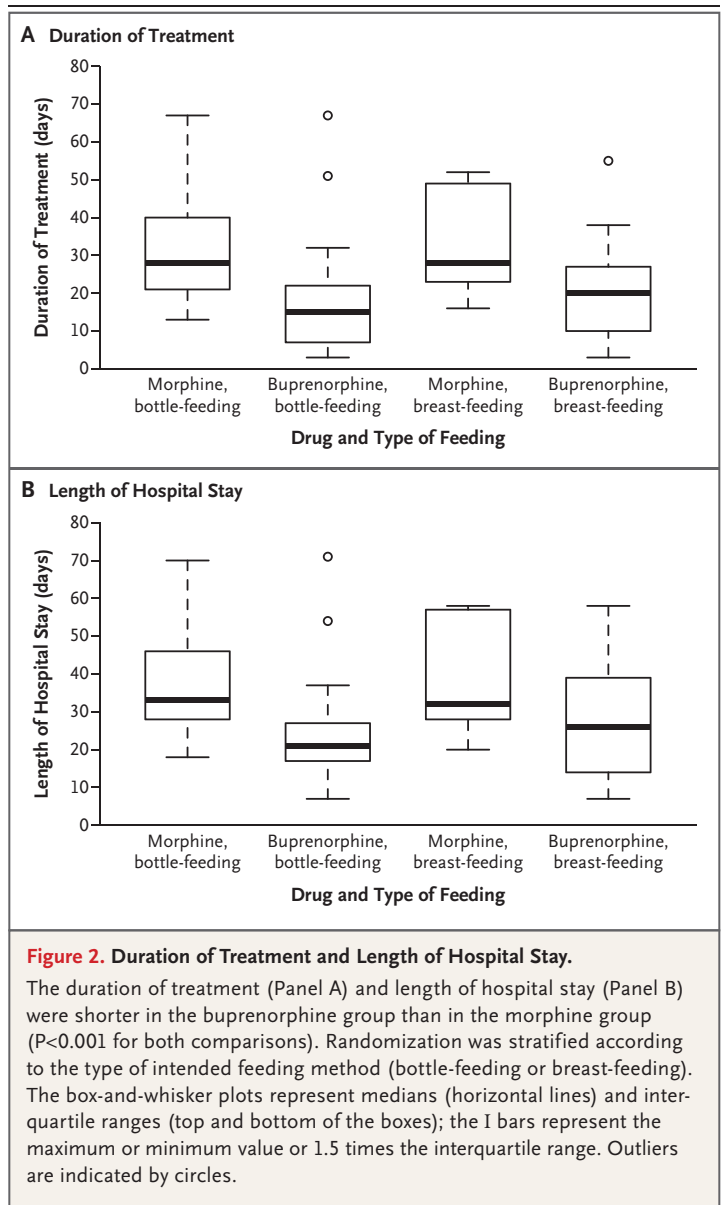 A Duration of Treatment
80
70
60
50
40
30
20
10
0
Duration of Treatment (days)
Morphine, bottle-feeding
Buprenorphine, bottle-feeding
Morphine, breast-feeding
Buprenorphine, breast-feeding
Drug and Type of Feeding
B Length of Hospital Stay
80
70
60
50
40
30
20
10
0
Length of Hospital Stay (days)
Morphine, bottle-feeding
Buprenorphine, bottle-feeding
Morphine, breast-feeding
Buprenorphine, breast-feeding
Drug and Type of Feeding
Figure 2. Duration of Treatment and Length of Hospital Stay.
The duration of treatment (Panel A) and length of hospital stay (Panel B)
were shorter in the buprenorphine group than in the morphine group
(P<0.001 for both comparisons). Randomization was stratified according
to the type of intended feeding method (bottle-feeding or breast-feeding).
The box-and-whisker plots represent medians (horizontal lines) and inter-
quartile ranges (top and bottom of the boxes); the I bars represent the
maximum or minimum value or 1.5 times the interquartile range. Outliers
are indicated by circles.